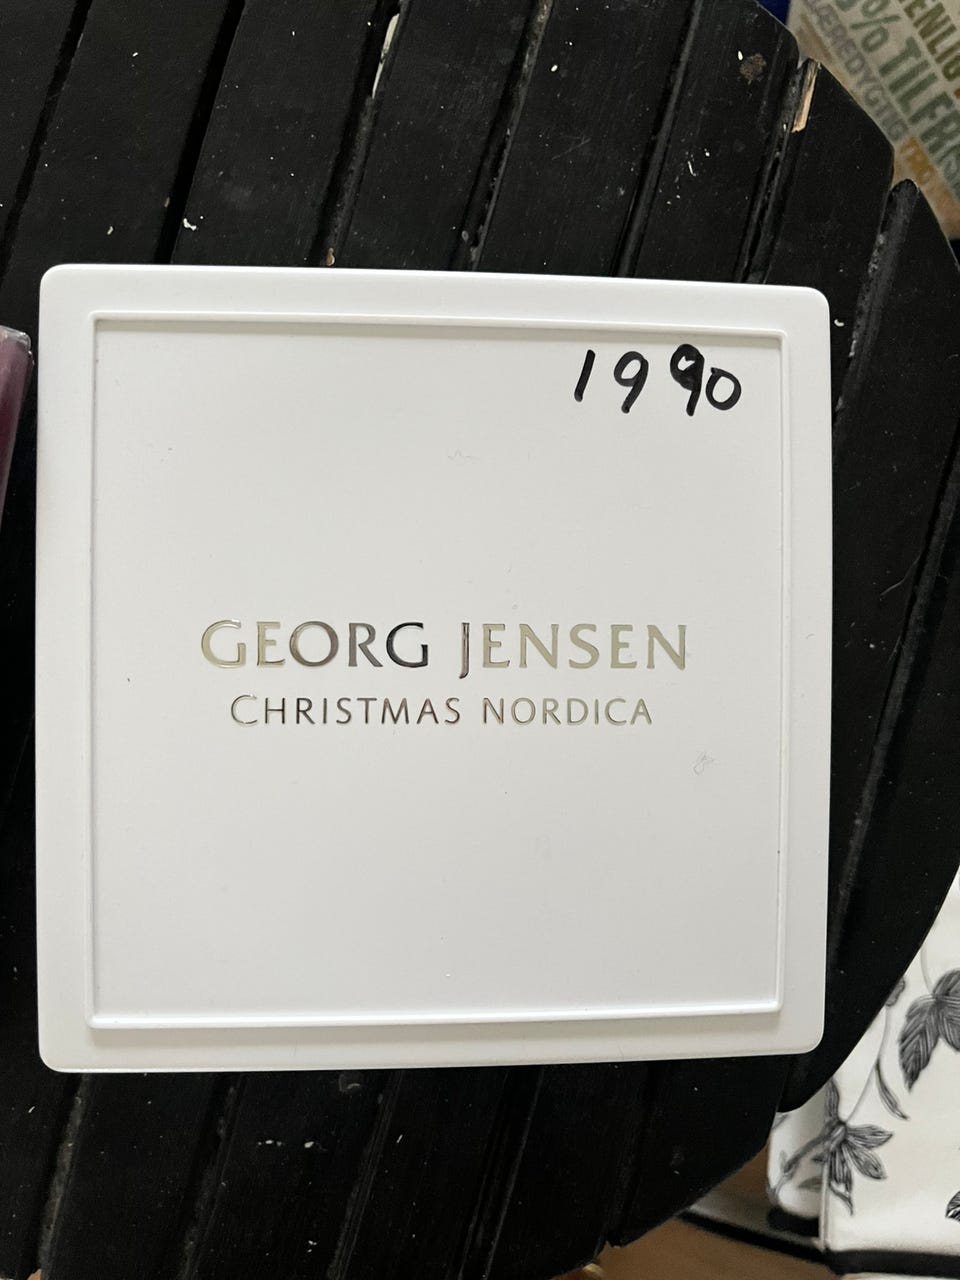 1990
GEORG JENSEN
CHRISTMAS NORDICA